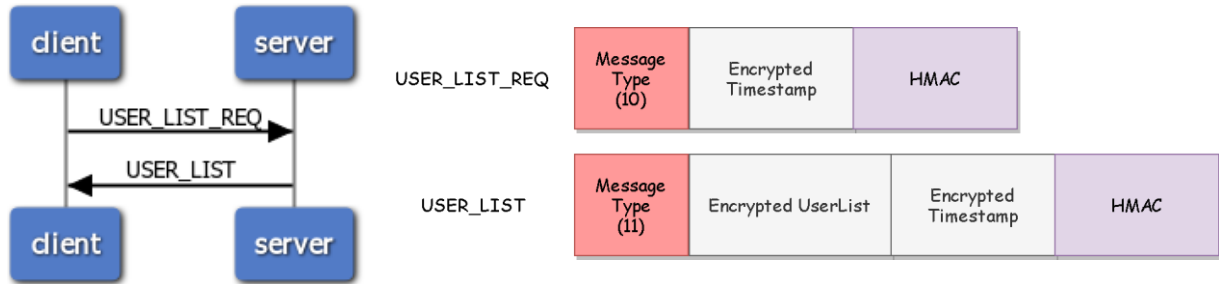 client
server
USER_LIST_REQ
USER_LIST
client
server
USER_LIST_REQ
Message
Type
(10)
Encrypted
Timestamp
HMAC
USER_LIST
Message
Type
(11)
Encrypted UserList
Encrypted
Timestamp
HMAC